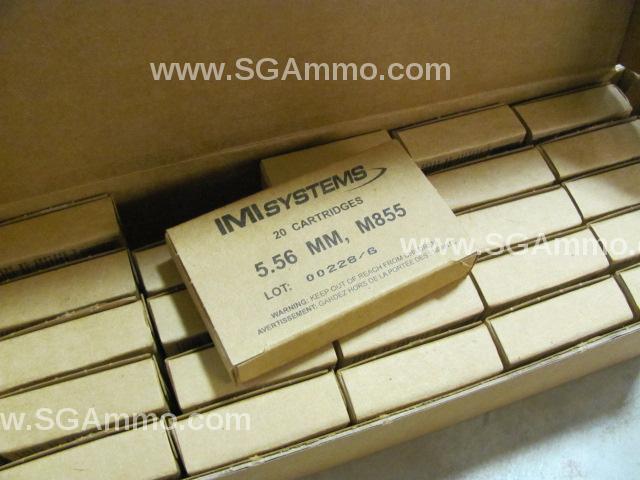 www.SGAmmo.com
IMI SYSTEMS
20 CARTRIDGES
5.56 MM, M855
LOT: 00228/6
WARNING: KEEP OUT OF REACH FROM CHILDREN
AVERTISSEMENT: GARDEZ HORS DE LA PORTÉE DES
www.SGAmmo.com
www.SGAmmo.com